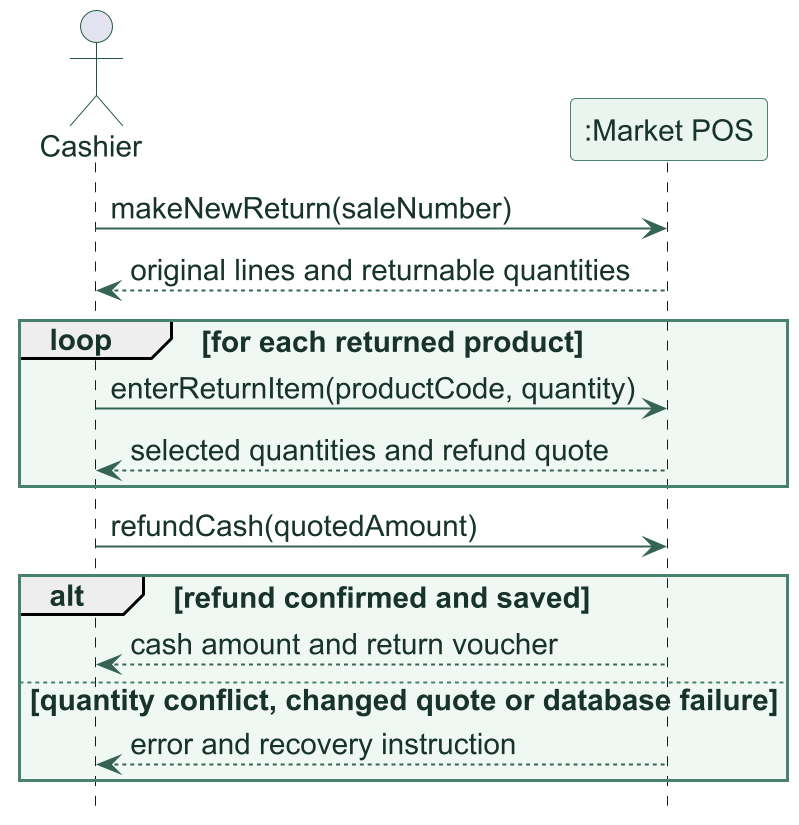 Cashier
:Market POS
makeNewReturn(saleNumber)
original lines and returnable quantities
loop [for each returned product]
enterReturnItem(productCode, quantity)
selected quantities and refund quote
refundCash(quotedAmount)
alt [refund confirmed and saved]
cash amount and return voucher
[quantity conflict, changed quote or database failure]
error and recovery instruction